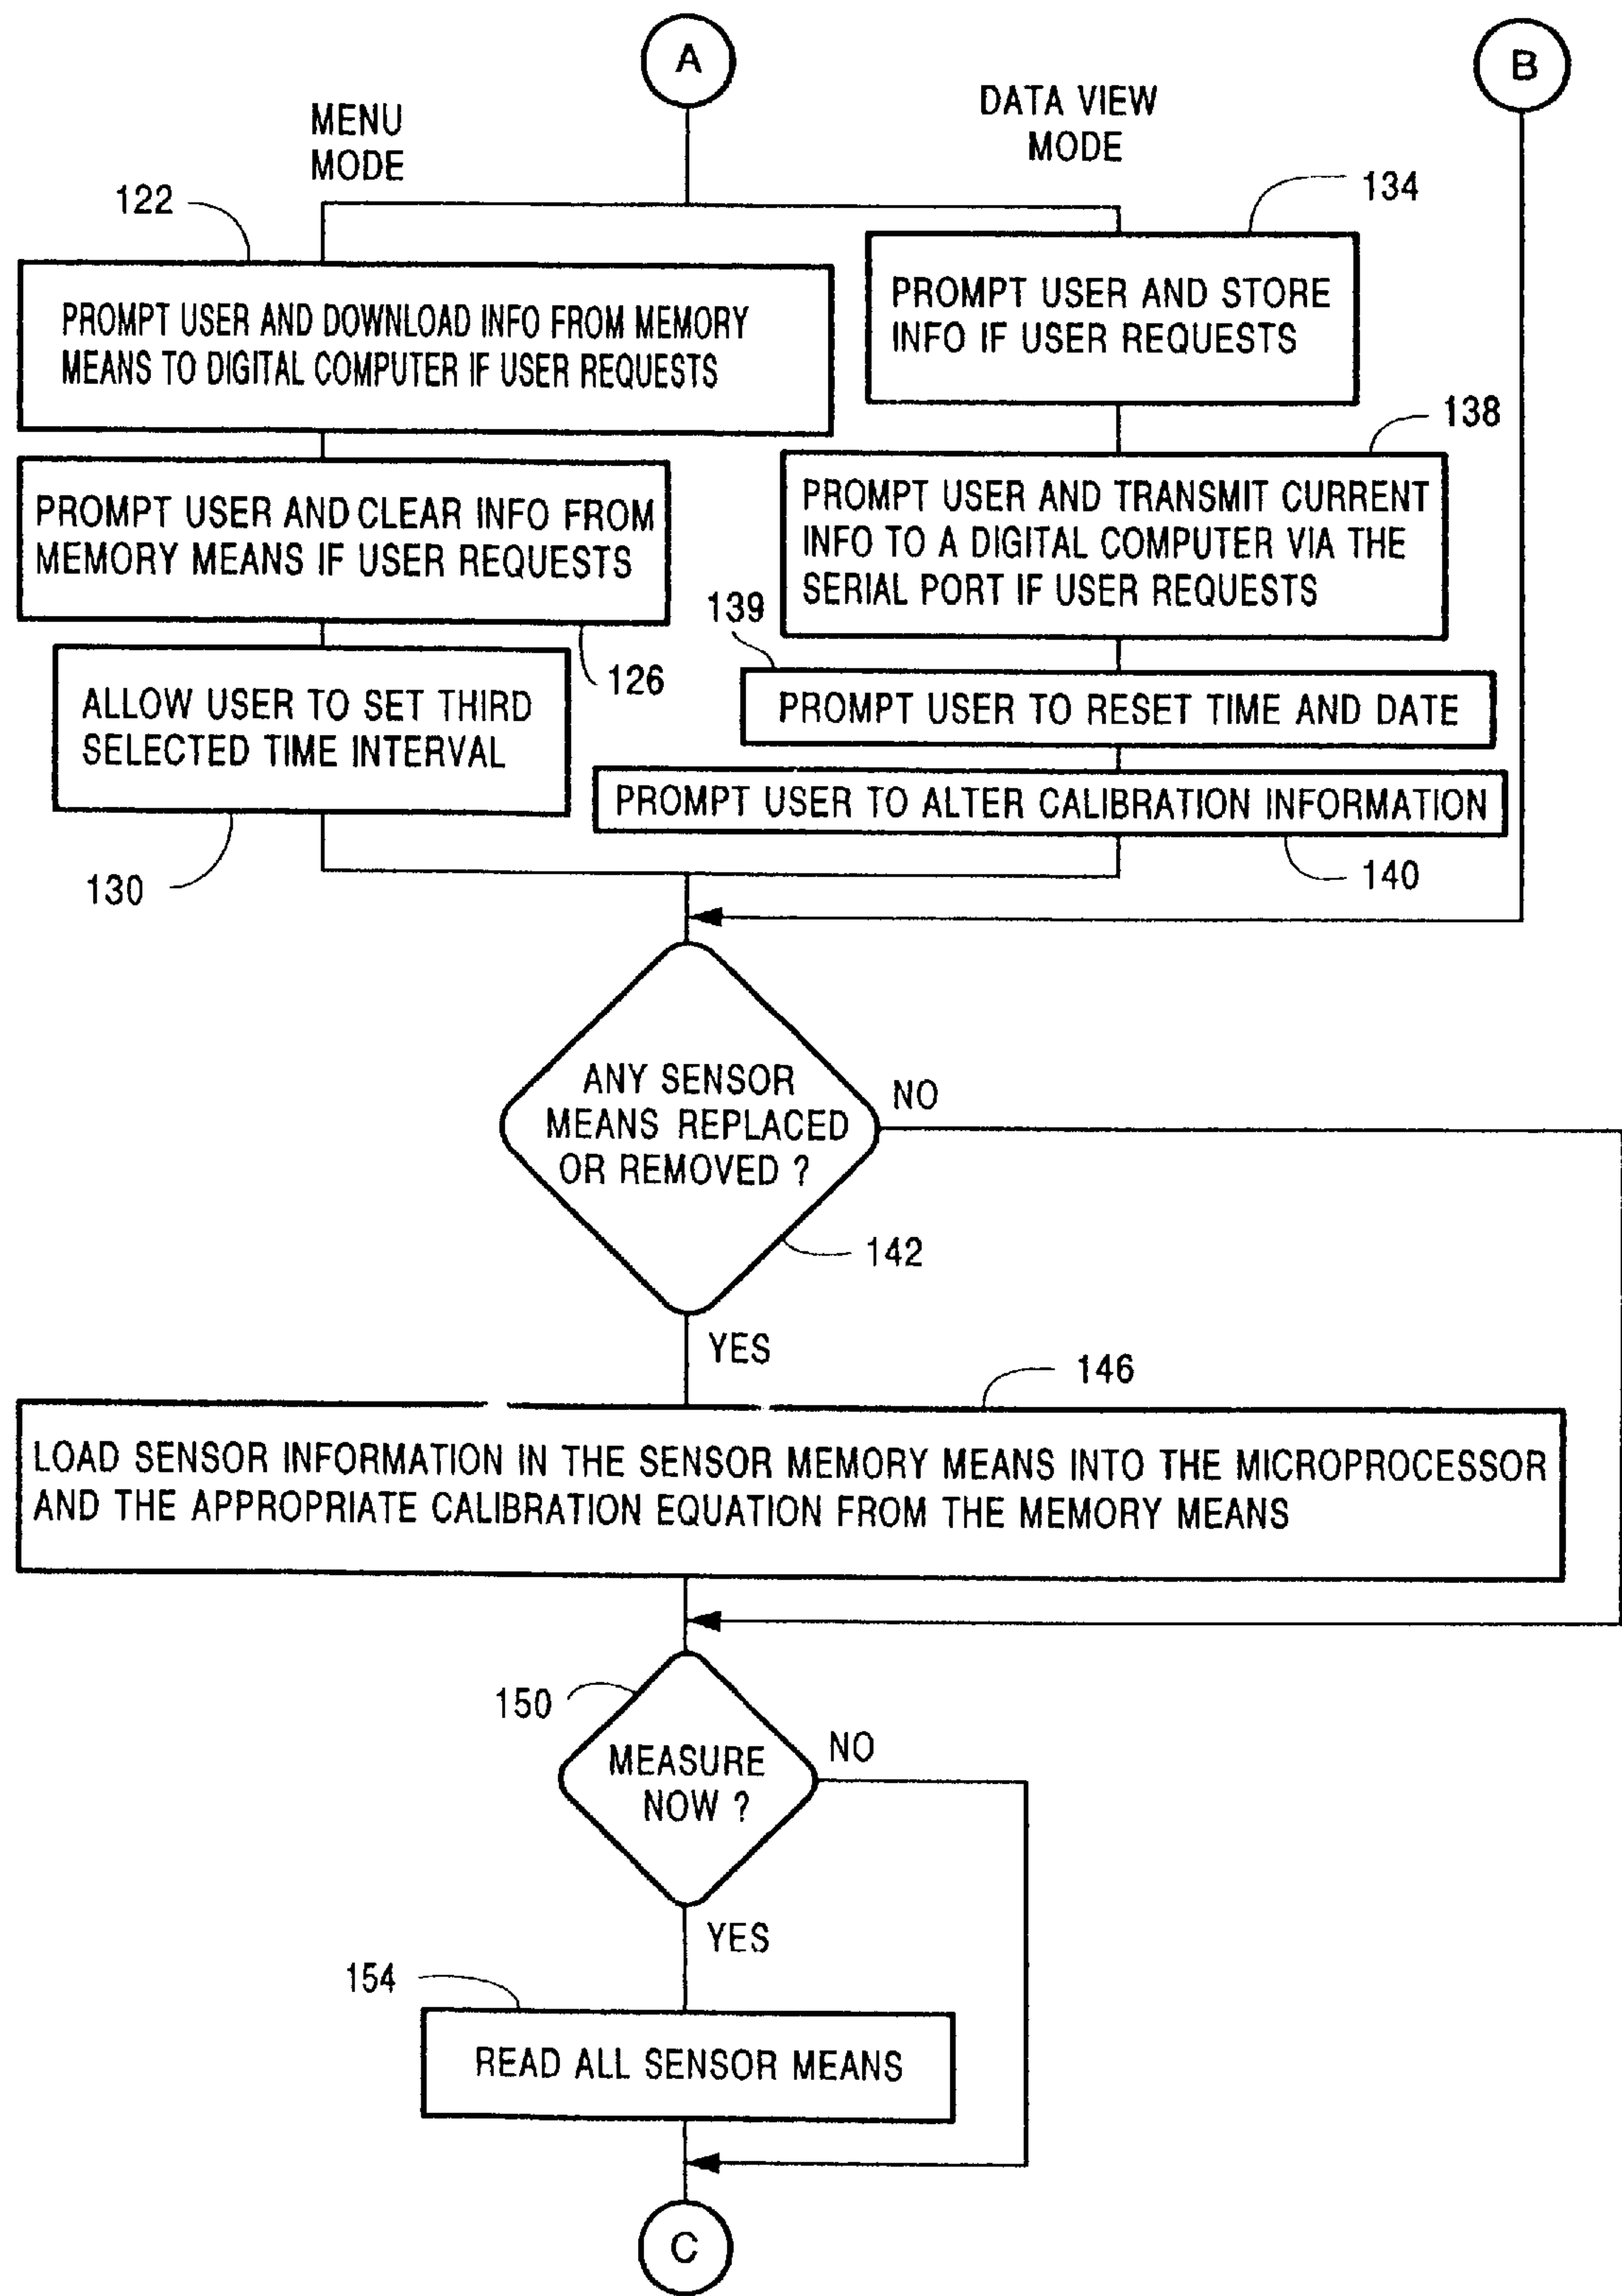 A
B
MENU
MODE
DATA VIEW
MODE
122
134
PROMPT USER AND DOWNLOAD INFO FROM MEMORY
MEANS TO DIGITAL COMPUTER IF USER REQUESTS
PROMPT USER AND STORE
INFO IF USER REQUESTS
138
PROMPT USER AND CLEAR INFO FROM
MEMORY MEANS IF USER REQUESTS
PROMPT USER AND TRANSMIT CURRENT
INFO TO A DIGITAL COMPUTER VIA THE
SERIAL PORT IF USER REQUESTS
139
126
ALLOW USER TO SET THIRD
SELECTED TIME INTERVAL
PROMPT USER TO RESET TIME AND DATE
PROMPT USER TO ALTER CALIBRATION INFORMATION
130
140
ANY SENSOR
MEANS REPLACED
OR REMOVED ?
NO
142
YES
146
LOAD SENSOR INFORMATION IN THE SENSOR MEMORY MEANS INTO THE MICROPROCESSOR
AND THE APPROPRIATE CALIBRATION EQUATION FROM THE MEMORY MEANS
150
MEASURE
NOW ?
NO
YES
154
READ ALL SENSOR MEANS
C